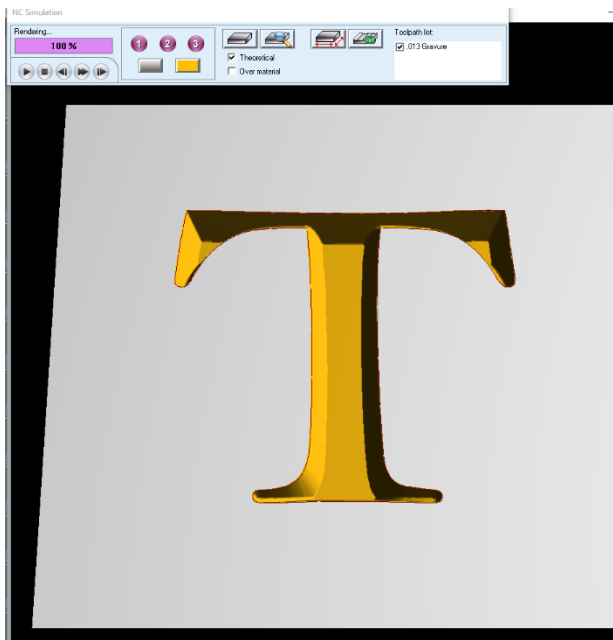 NC Simulation
Rendering...
100 %
1 2 3
Theoretical
Over material
Toolpath list:
.013 Gravure
T